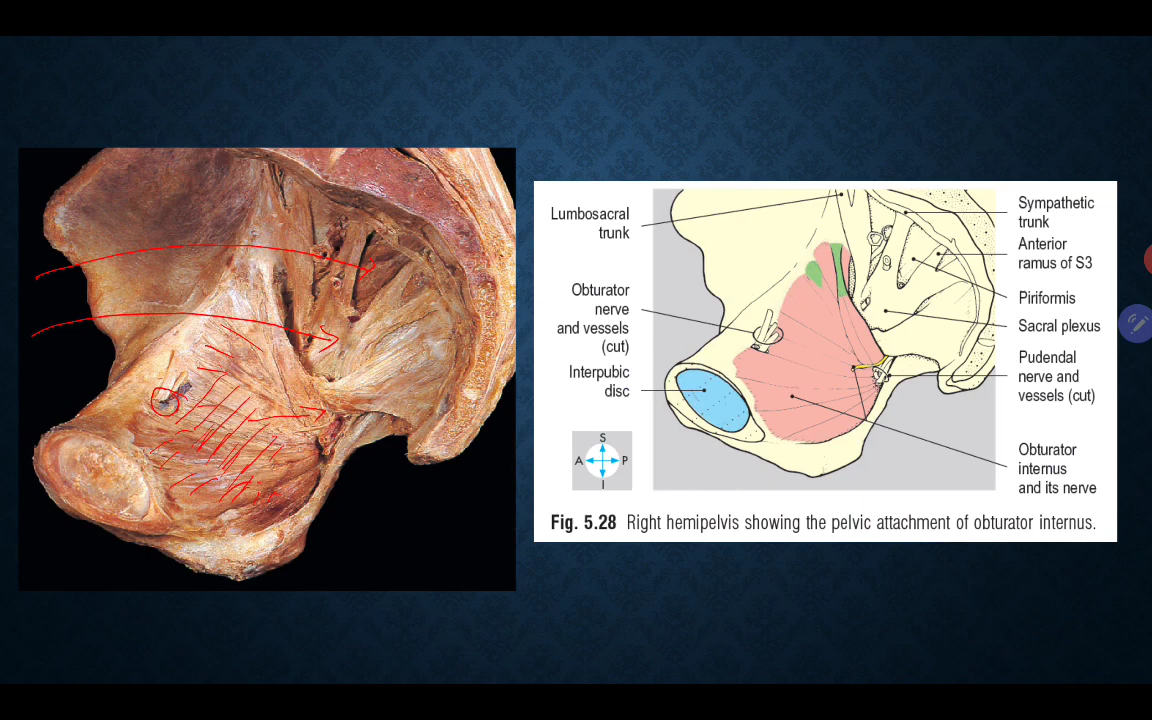 Lumbosacral
trunk
Obturator
nerve
and vessels
(cut)
Interpubic
disc
S
A
P
I
Sympathetic
trunk
Anterior
ramus of S3
Piriformis
Sacral plexus
Pudendal
nerve and
vessels (cut)
Obturator
internus
and its nerve
Fig. 5.28 Right hemipelvis showing the pelvic attachment of obturator internus.